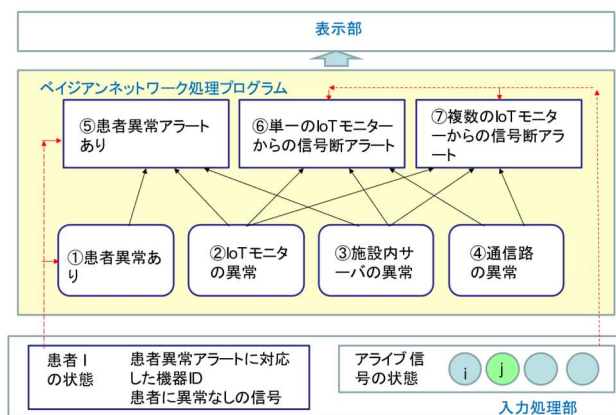 表示部
ベイジアンネットワーク処理プログラム
⑤患者異常アラート
あり
⑥単一のIoTモニター
からの信号断アラート
⑦複数のIoTモニ
ターからの信号断アラ
ート
①患者異常あ
り
②IoTモニタ
の異常
③施設内サ
ーバの異常
④通信路
の異常
患者I
の状態
患者異常アラートに対応
した機器ID
患者に異常なしの信号
アライブ信
号の状態
i
j
入力処理部